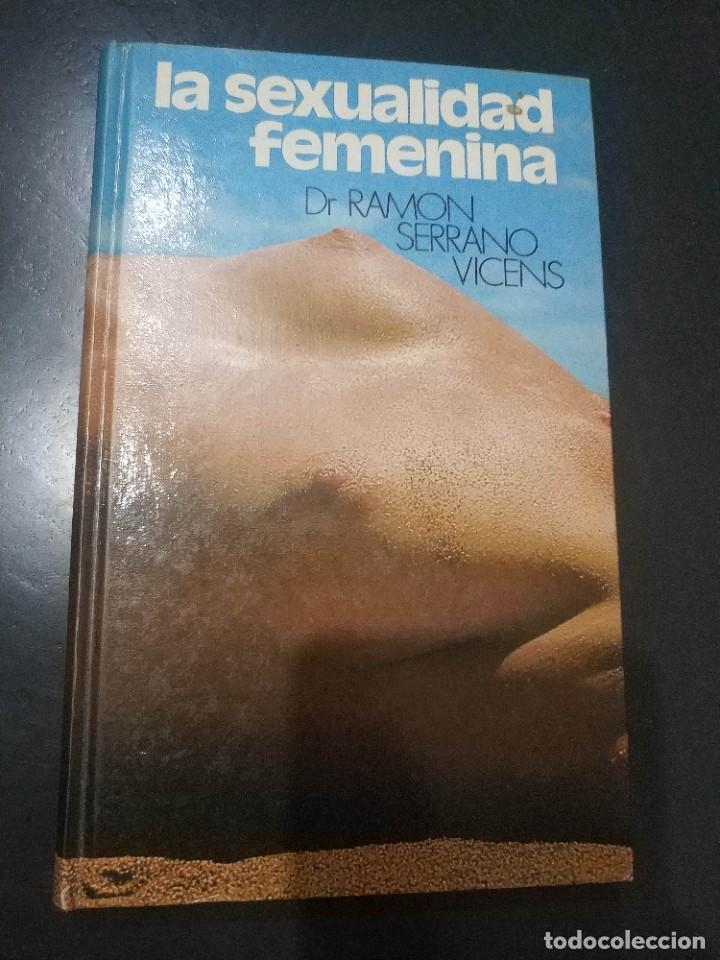 la sexualidad
femenina
Dr RAMON
SERRANO
VICENS
todocoleccion